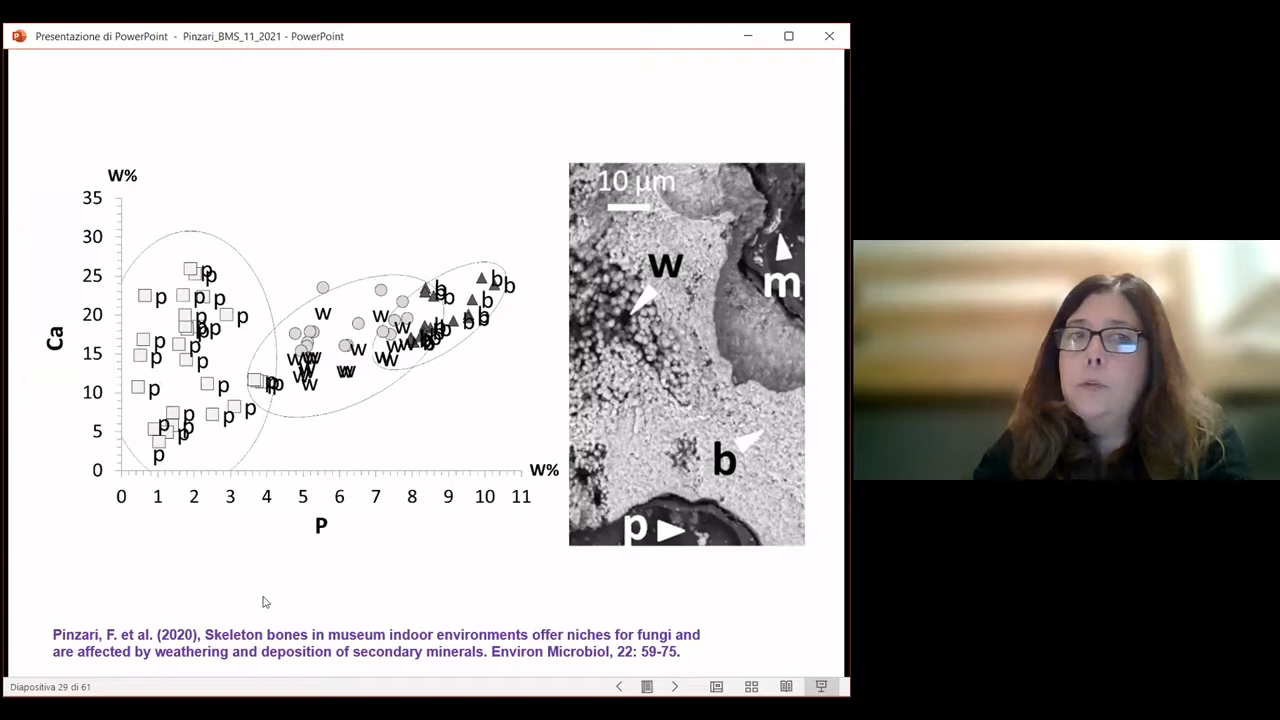 Presentazione di PowerPoint - Pinzari_BMS_11_2021 - PowerPoint
W%
35
30
25
20
15
10
5
0
Ca
0 1 2 3 4 5 6 7 8 9 10 11
W%
P
p p p p p p p p p p p p p p p p p p p p p p p
w w w w w w w w w w w w w w w
b b b b b b b b b b b
10 µm
w
m
b
p
Pinzari, F. et al. (2020), Skeleton bones in museum indoor environments offer niches for fungi and
are affected by weathering and deposition of secondary minerals. Environ Microbiol, 22: 59-75.
Diapositiva 29 di 61